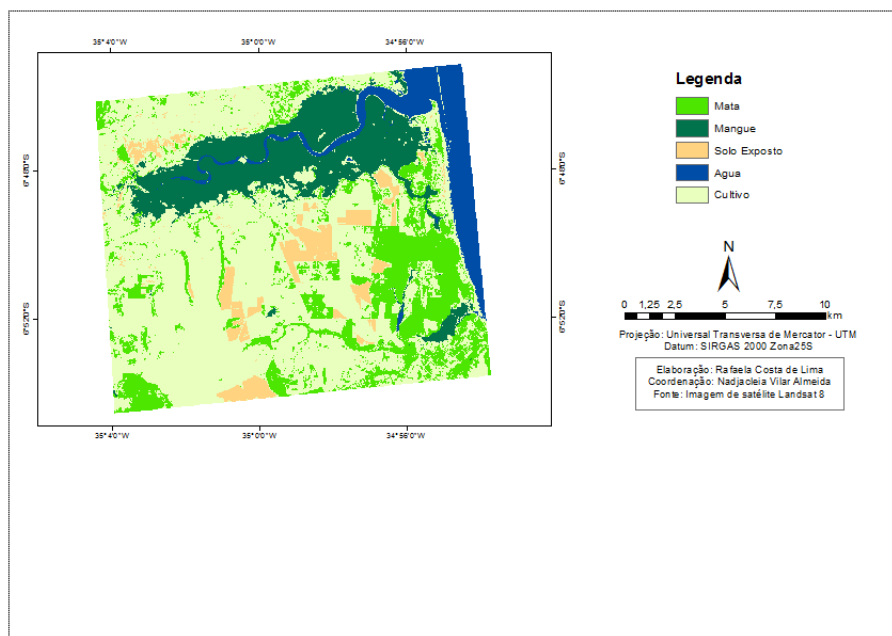 35°4'0"W 35°0'0"W 34°56'0"W
6°48'0"S 6°48'0"S
6°52'0"S 6°52'0"S
35°4'0"W 35°0'0"W 34°56'0"W
Legenda
Mata
Mangue
Solo Exposto
Agua
Cultivo
N
0 1,25 2,5 5 7,5 10
km
Projeção: Universal Transversa de Mercator - UTM
Datum: SIRGAS 2000 Zona25S
Elaboração: Rafaela Costa de Lima
Coordenação: Nadjacleia Vilar Almeida
Fonte: Imagem de satélite Landsat 8